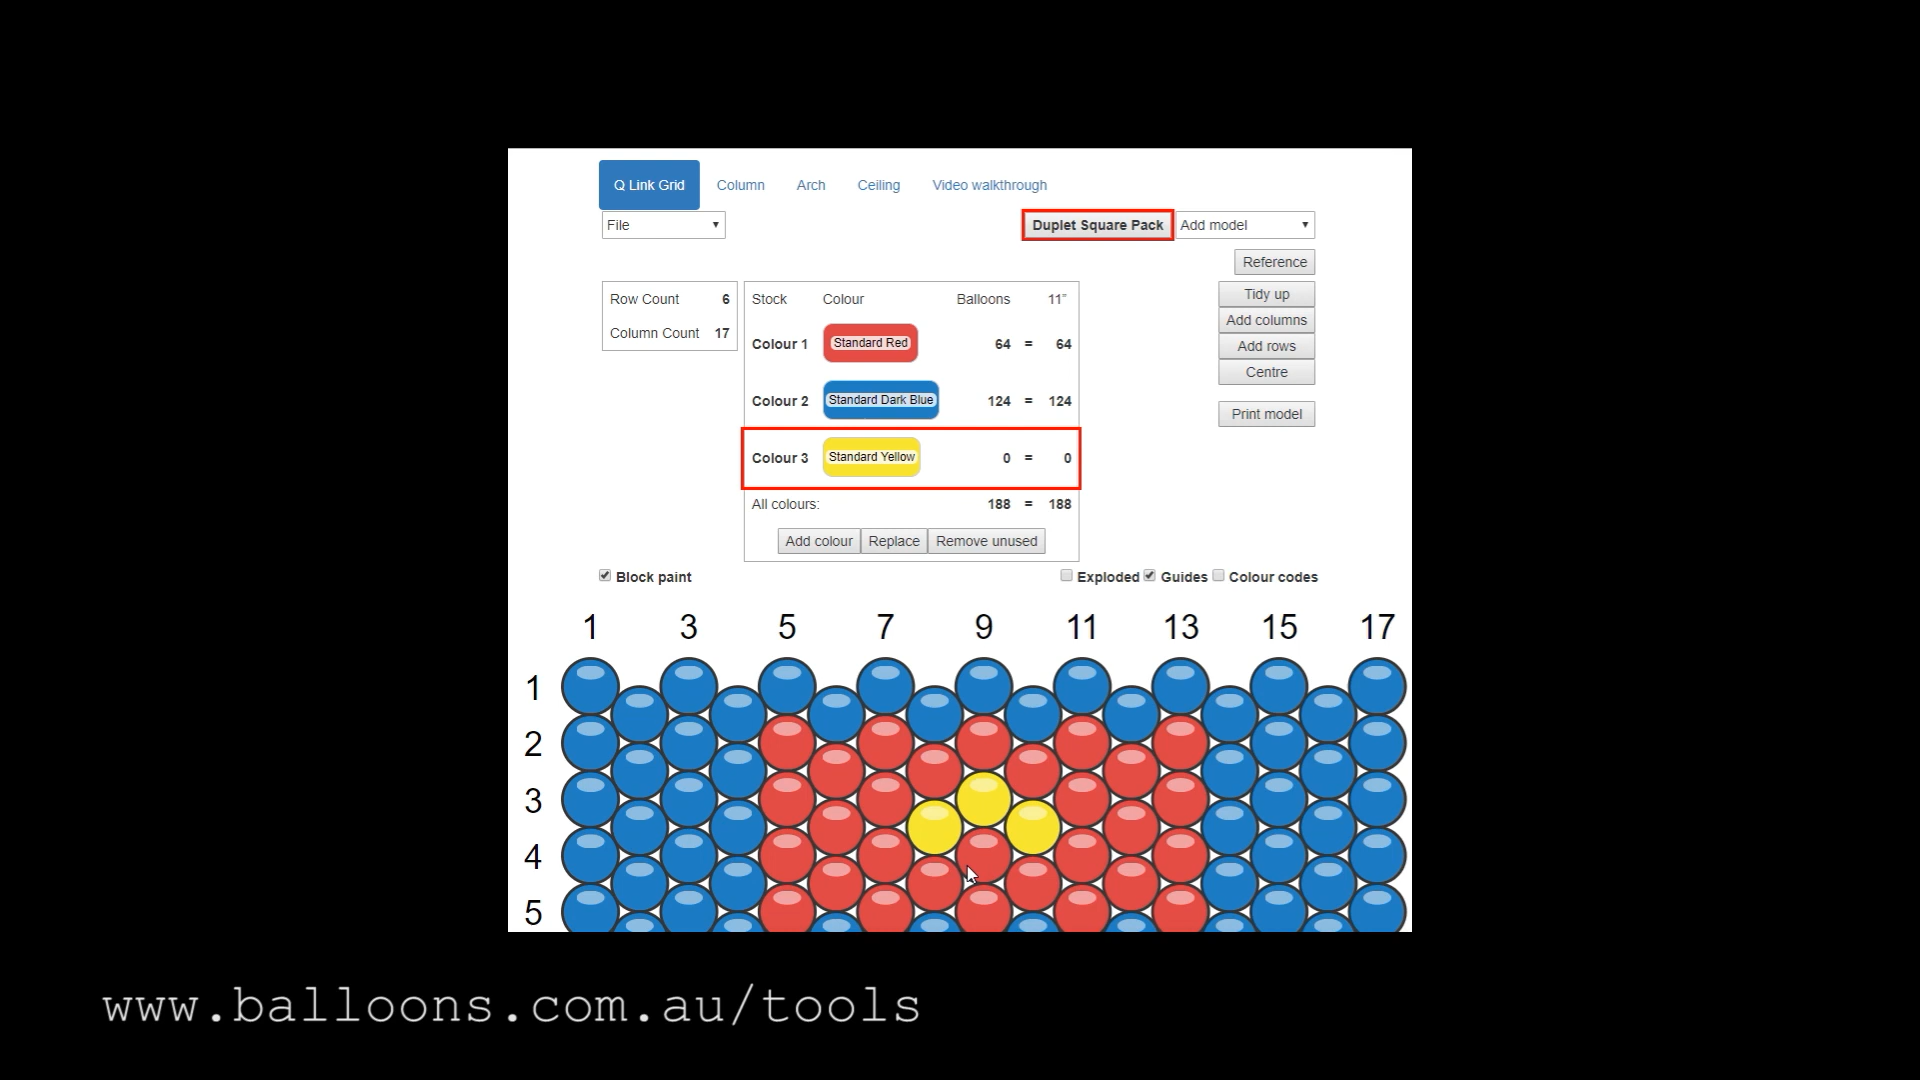 Q Link Grid Column Arch Ceiling Video walkthrough
File Duplet Square Pack Add model
Reference
Row Count 6
Column Count 17
Stock Colour Balloons 11"
Colour 1 Standard Red 64 = 64
Colour 2 Standard Dark Blue 124 = 124
Colour 3 Standard Yellow 0 = 0
All colours: 188 = 188
Add colour Replace Remove unused
Tidy up
Add columns
Add rows
Centre
Print model
Block paint Exploded Guides Colour codes
1 3 5 7 9 11 13 15 17
1
2
3
4
5
www.balloons.com.au/tools